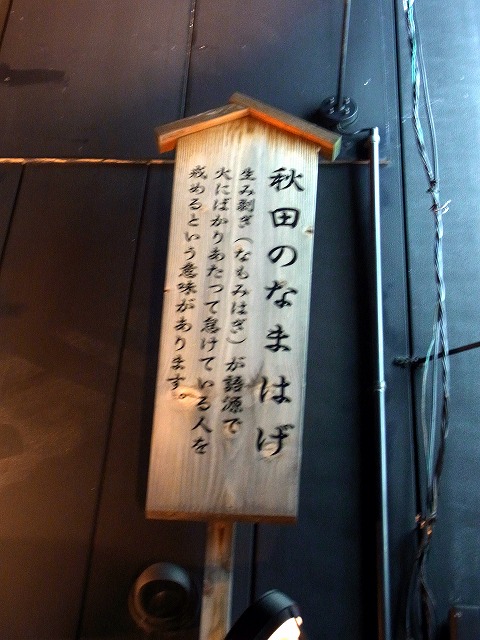 秋田のなまはげ
生み剥ぎ（なもみはぎ）が語源で
火にばかりあたって怠けている人を
戒めるという意味があります。